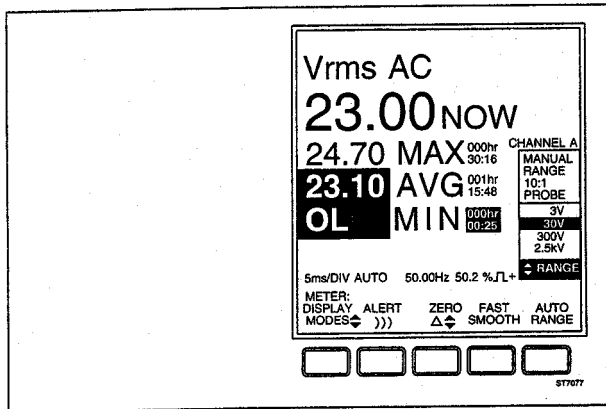 Vrms AC
23.00 NOW
24.70 MAX 000hr 30:16
23.10 AVG 001hr 15:48
OL MIN 000hr 00:25
CHANNEL A
MANUAL
RANGE
10:1
PROBE
3V
30V
300V
2.5kV
RANGE
5ms/DIV AUTO 50.00Hz 50.2 % +
METER:
DISPLAY MODES
ALERT )))
ZERO Δ
FAST SMOOTH
AUTO RANGE
ST7077